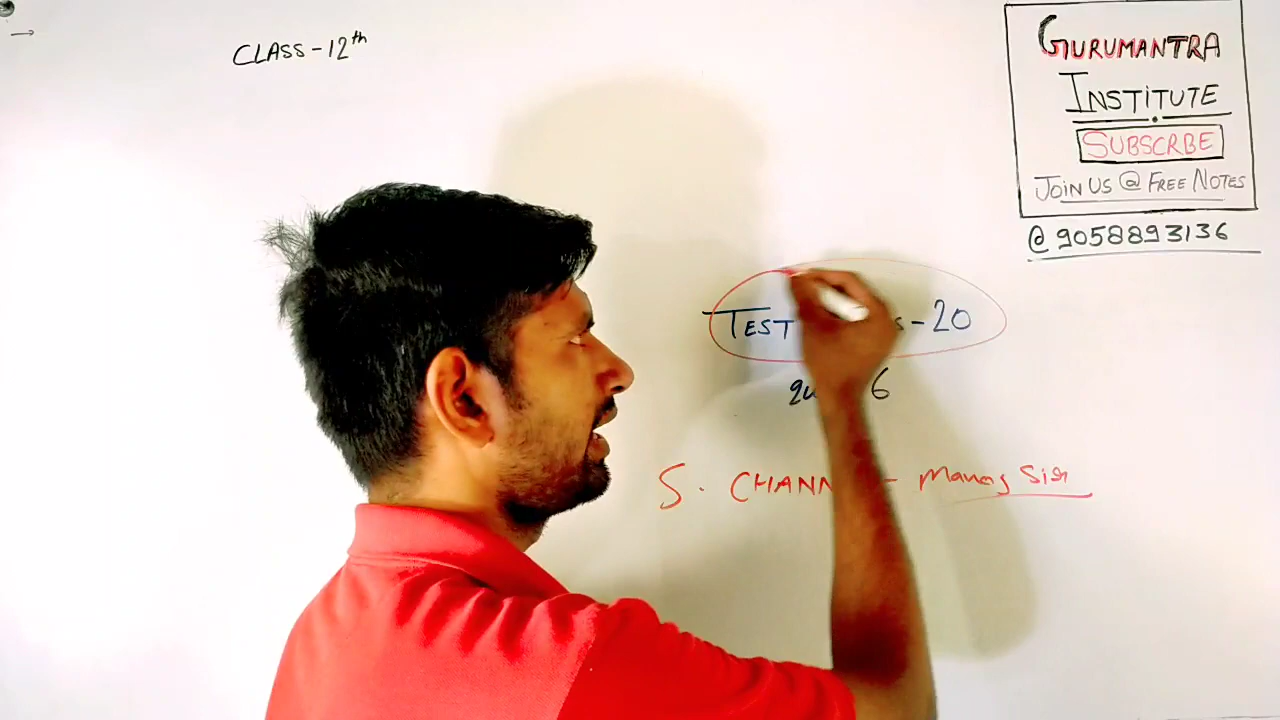 CLASS-12th
GURUMANTRA
INSTITUTE
SUBSCRBE
JOIN US @ FREE NOTES
@9058893136
TEST -20
6
S. CHANN - Manoj Sir